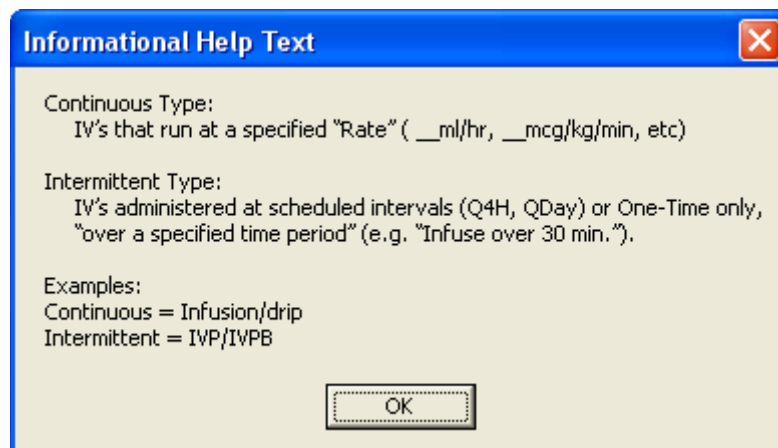 Informational Help Text
Continuous Type:
IV's that run at a specified "Rate" ( __ml/hr, __mcg/kg/min, etc)
Intermittent Type:
IV's administered at scheduled intervals (Q4H, QDay) or One-Time only,
"over a specified time period" (e.g. "Infuse over 30 min.").
Examples:
Continuous = Infusion/drip
Intermittent = IVP/IVPB
OK